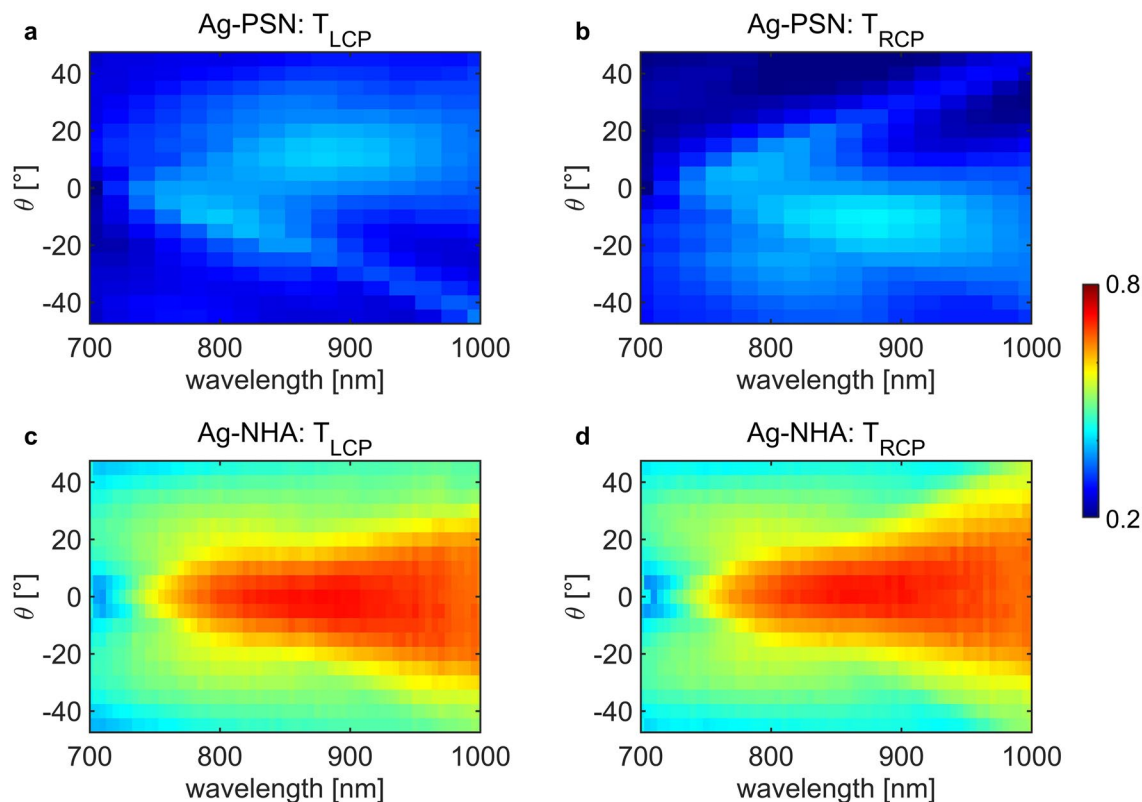 a Ag-PSN: T_LCP
40
20
0
-20
-40
θ [°]
700 800 900 1000
wavelength [nm]
b Ag-PSN: T_RCP
40
20
0
-20
-40
θ [°]
700 800 900 1000
wavelength [nm]
0.8
0.2
c Ag-NHA: T_LCP
40
20
0
-20
-40
θ [°]
700 800 900 1000
wavelength [nm]
d Ag-NHA: T_RCP
40
20
0
-20
-40
θ [°]
700 800 900 1000
wavelength [nm]